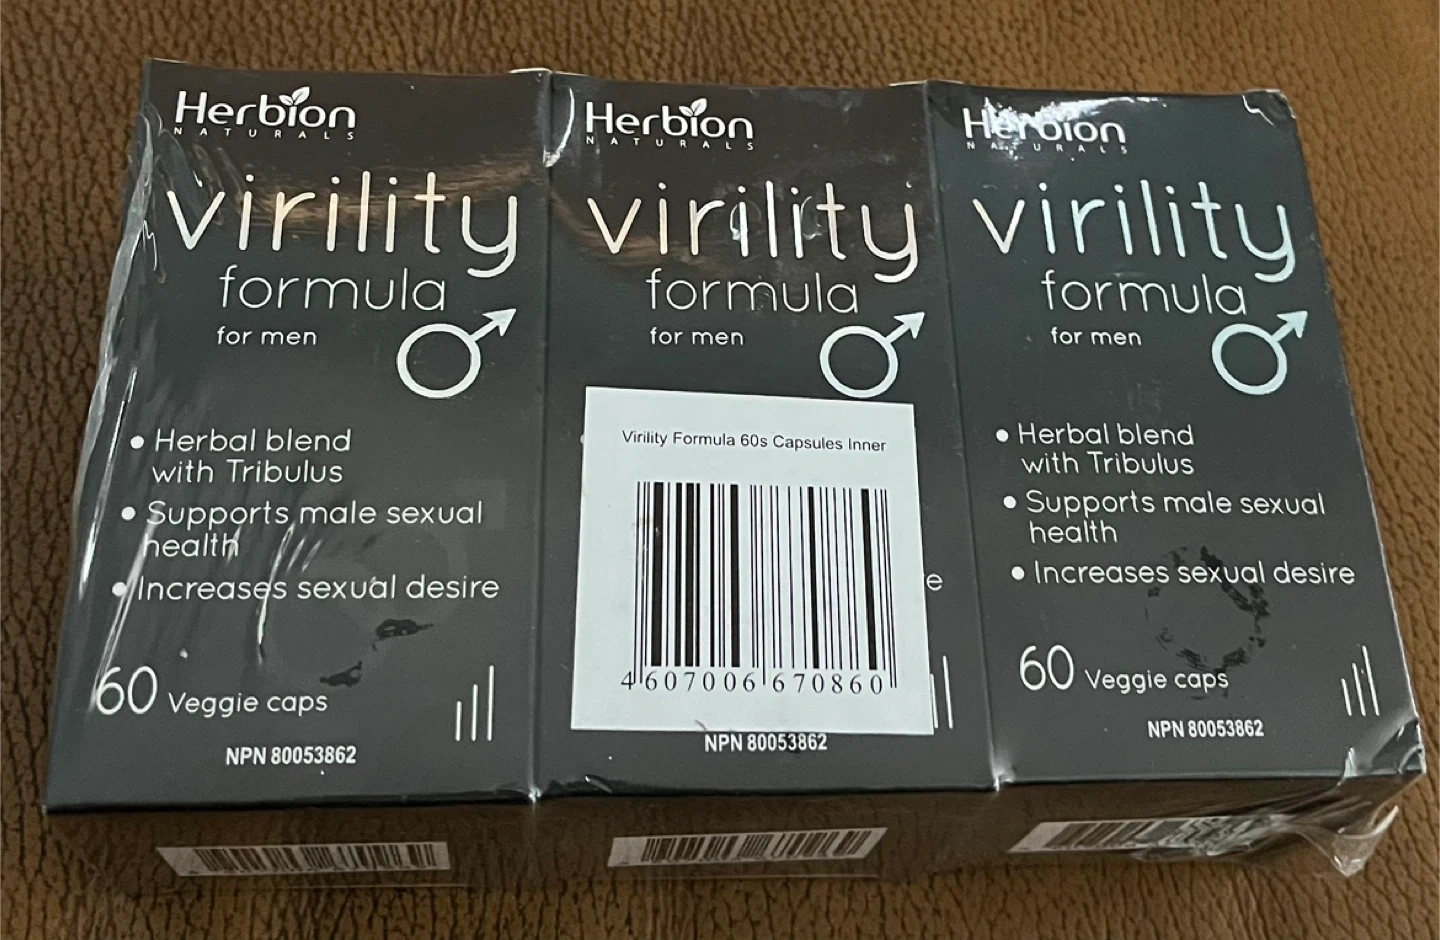 Herbion
NATURALS
virility
formula
for men
Herbal blend
with Tribulus
Supports male sexual
health
Increases sexual desire
60 Veggie caps
NPN 80053862
Herbion
NATURALS
virility
formula
for men
Virility Formula 60s Capsules Inner
4 607006 670860
e
NPN 80053862
Herbion
NATURALS
virility
formula
for men
Herbal blend
with Tribulus
Supports male sexual
health
Increases sexual desire
60 Veggie caps
NPN 80053862